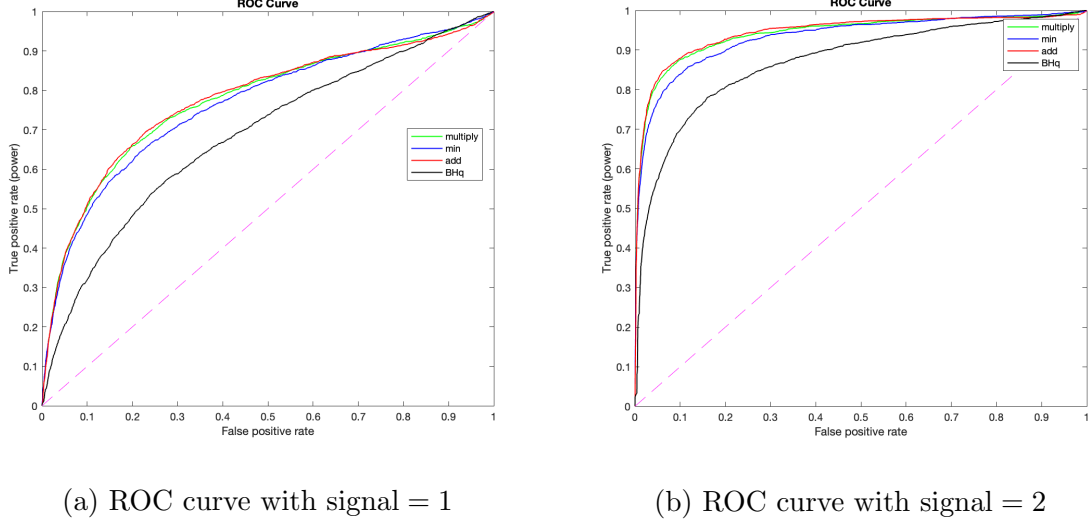 ROC Curve
1
0.9
0.8
0.7
0.6
0.5
0.4
0.3
0.2
0.1
0
True positive rate (power)
multiply
min
add
BHq
0 0.1 0.2 0.3 0.4 0.5 0.6 0.7 0.8 0.9 1
False positive rate
(a) ROC curve with signal = 1
ROC Curve
1
0.9
0.8
0.7
0.6
0.5
0.4
0.3
0.2
0.1
0
True positive rate (power)
multiply
min
add
BHq
0 0.1 0.2 0.3 0.4 0.5 0.6 0.7 0.8 0.9 1
False positive rate
(b) ROC curve with signal = 2